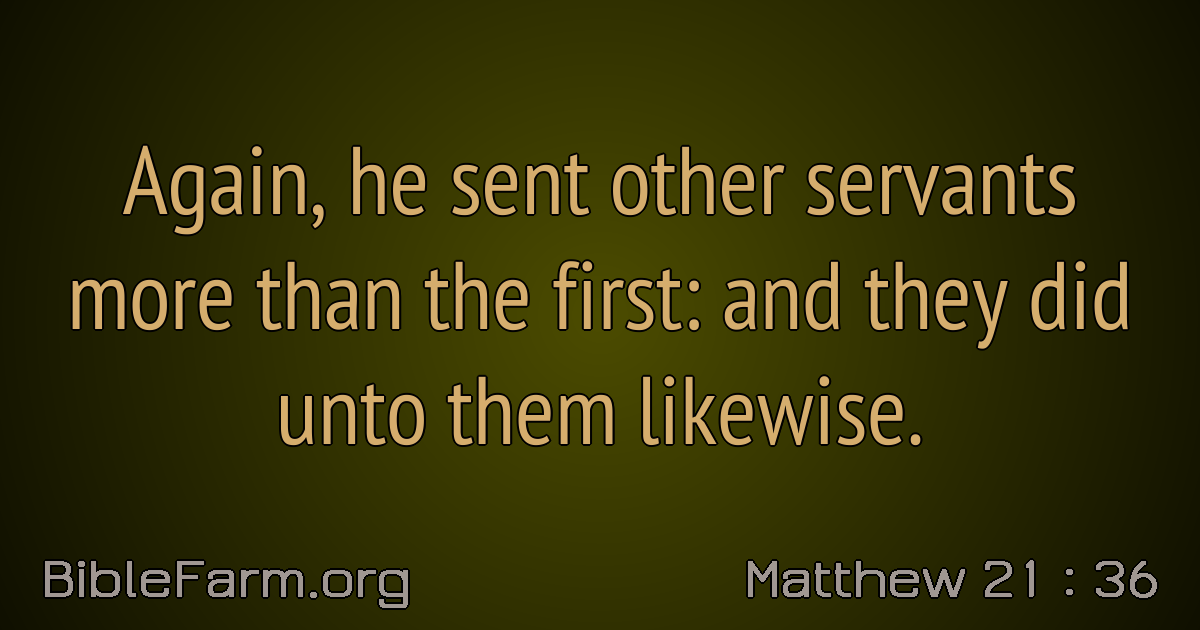 Again, he sent other servants
more than the first: and they did
unto them likewise.
BibleFarm.org
Matthew 21 : 36